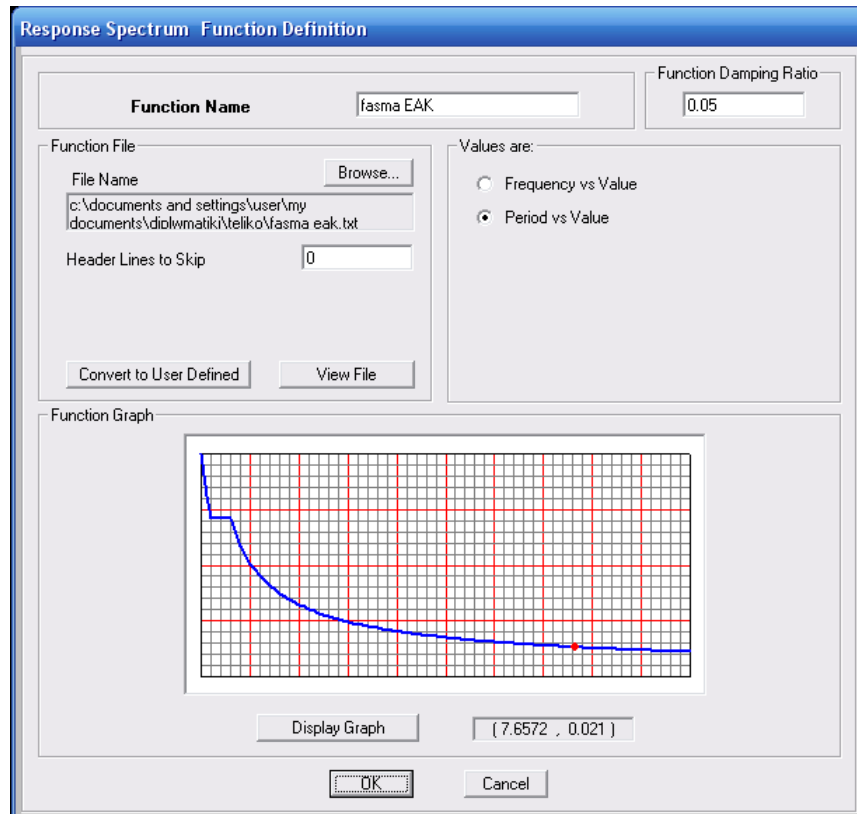 Response Spectrum Function Definition
Function Damping Ratio
Function Name
fasma EAK
0.05
Function File
Values are:
File Name
Browse...
Frequency vs Value
c:\documents and settings\user\my
documents\diplwmatiki\teliko\fasma eak.txt
Period vs Value
Header Lines to Skip
0
Convert to User Defined
View File
Function Graph
Display Graph
( 7.6572 , 0.021 )
OK
Cancel